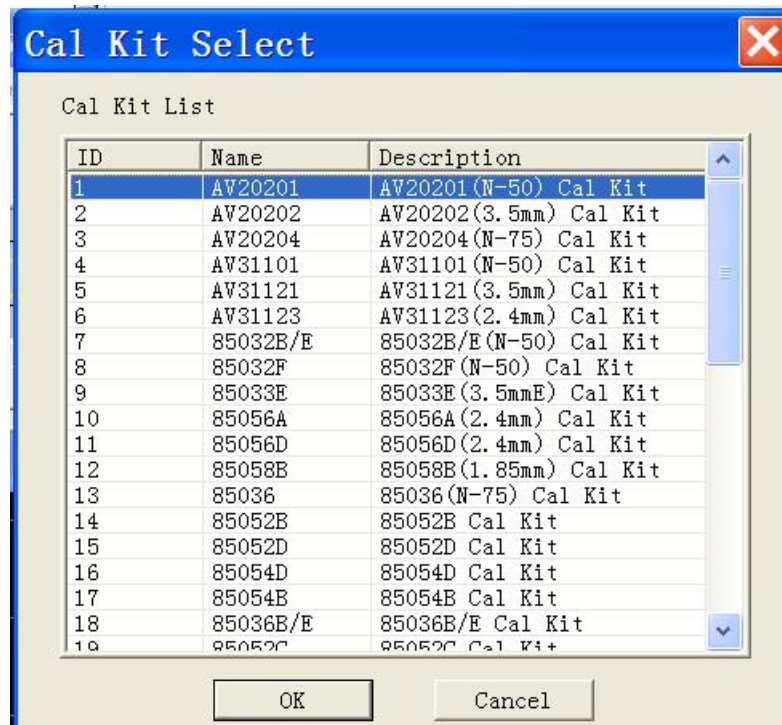 Cal Kit Select
Cal Kit List
ID Name Description
1 AV20201 AV20201(N-50) Cal Kit
2 AV20202 AV20202(3.5mm) Cal Kit
3 AV20204 AV20204(N-75) Cal Kit
4 AV31101 AV31101(N-50) Cal Kit
5 AV31121 AV31121(3.5mm) Cal Kit
6 AV31123 AV31123(2.4mm) Cal Kit
7 85032B/E 85032B/E(N-50) Cal Kit
8 85032F 85032F(N-50) Cal Kit
9 85033E 85033E(3.5mmE) Cal Kit
10 85056A 85056A(2.4mm) Cal Kit
11 85056D 85056D(2.4mm) Cal Kit
12 85058B 85058B(1.85mm) Cal Kit
13 85036 85036(N-75) Cal Kit
14 85052B 85052B Cal Kit
15 85052D 85052D Cal Kit
16 85054D 85054D Cal Kit
17 85054B 85054B Cal Kit
18 85036B/E 85036B/E Cal Kit
19 85052C 85052C Cal Kit
OK Cancel